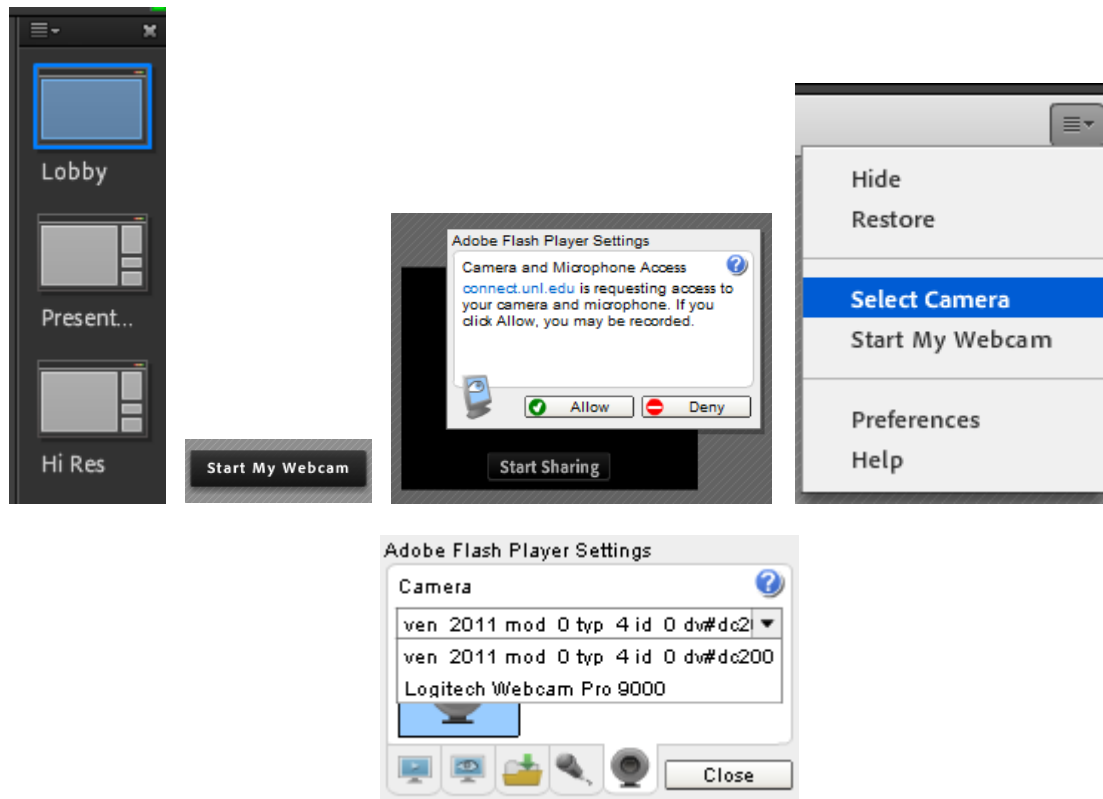 Lobby
Present...
Hi Res
Start My Webcam
Adobe Flash Player Settings
Camera and Microphone Access
connect.unl.edu is requesting access to
your camera and microphone. If you
click Allow, you may be recorded.
Allow
Deny
Start Sharing
Hide
Restore
Select Camera
Start My Webcam
Preferences
Help
Adobe Flash Player Settings
Camera
ven 2011 mod 0 typ 4 id 0 dv#dc2
ven 2011 mod 0 typ 4 id 0 dv#dc200
Logitech Webcam Pro 9000
Close